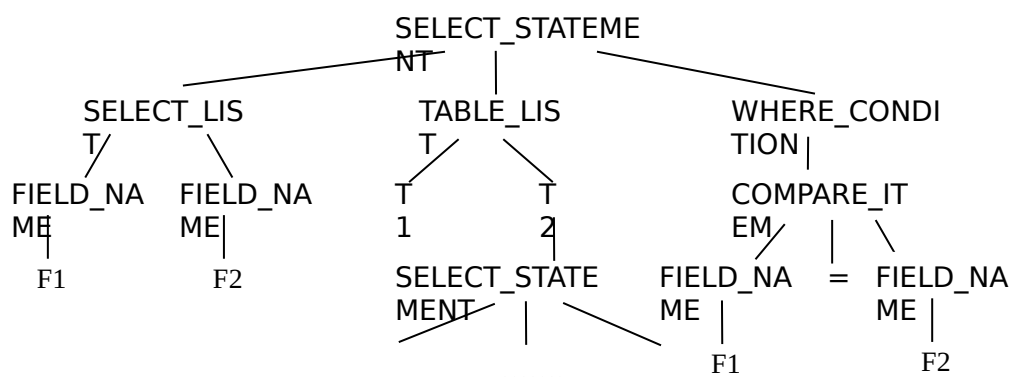 SELECT_STATEME
NT
SELECT_LIS
T
TABLE_LIS
T
WHERE_CONDI
TION
FIELD_NA
ME
FIELD_NA
ME
T
1
T
2
COMPARE_IT
EM
F1
F2
SELECT_STATE
MENT
FIELD_NA
ME
=
FIELD_NA
ME
F1
F2